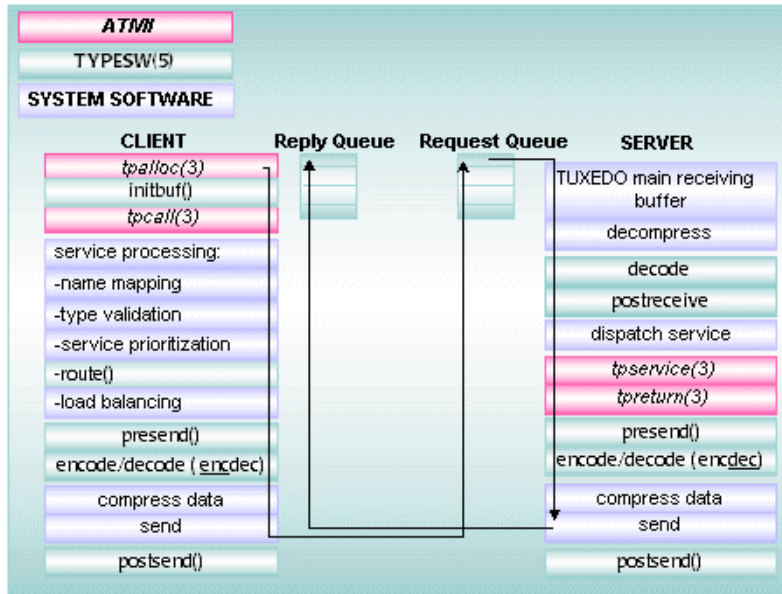 ATMI
TYPESW(5)
SYSTEM SOFTWARE
CLIENT
tpalloc(3)
initbuf()
tpcall(3)
service processing:
-name mapping
-type validation
-service prioritization
-route()
-load balancing
presend()
encode/decode (encdec)
compress data
send
postsend()
Reply Queue
Request Queue
SERVER
TUXEDO main receiving
buffer
decompress
decode
postreceive
dispatch service
tpservice(3)
tpreturn(3)
presend()
encode/decode (encdec)
compress data
send
postsend()